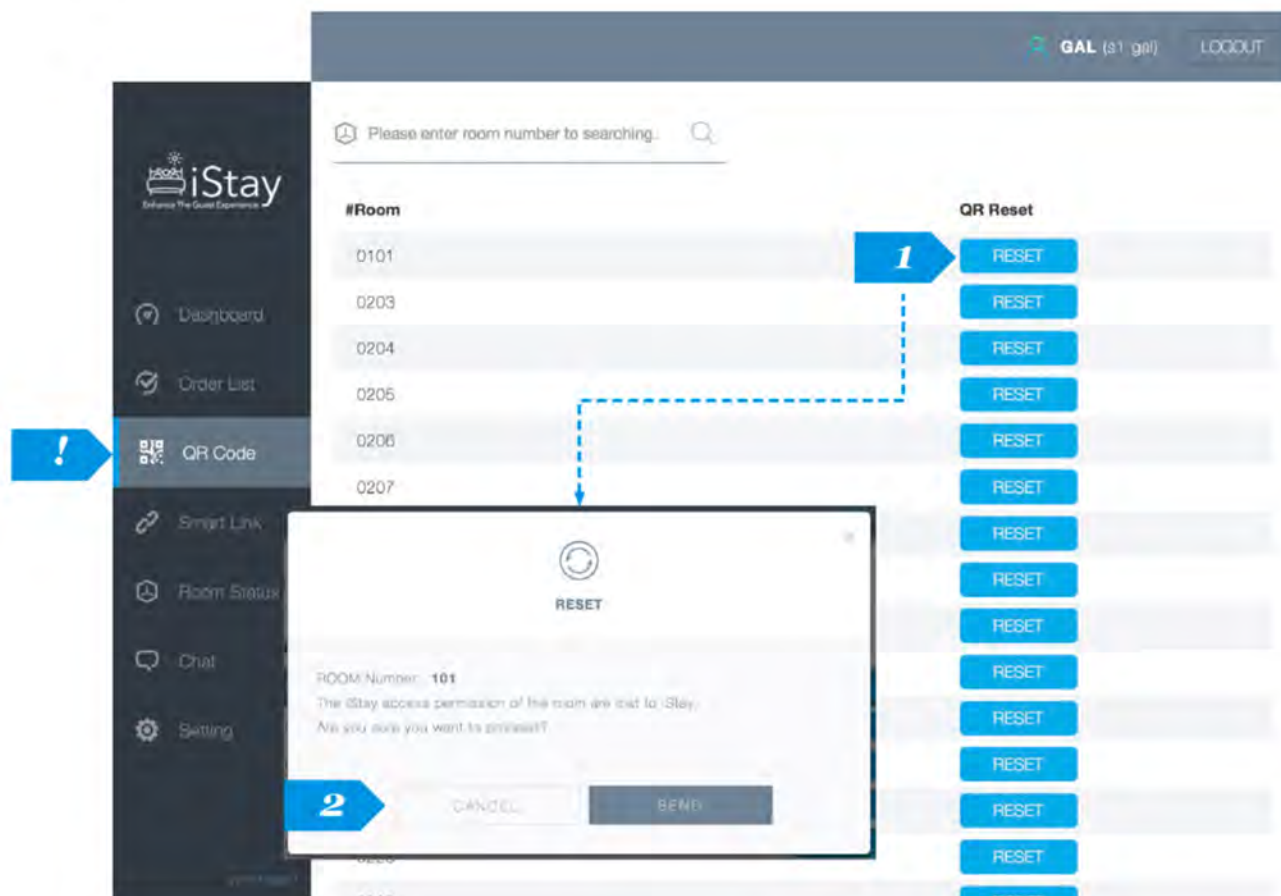 GAL (s1 gal) LOGOUT
Please enter room number to searching..
iStay
Enhance The Guest Experience
#Room QR Reset
0101 1 RESET
0203 RESET
Dashboard
0204 RESET
Order List
0205 RESET
! QR Code
0206 RESET
0207 RESET
Smart Link
RESET
Room Status
RESET
RESET
RESET
Chat
RESET
ROOM Number: 101
The iStay access permission of the room are lost to iStay.
Setting
RESET
Are you sure you want to proceed?
RESET
2 CANCEL SEND
RESET
RESET